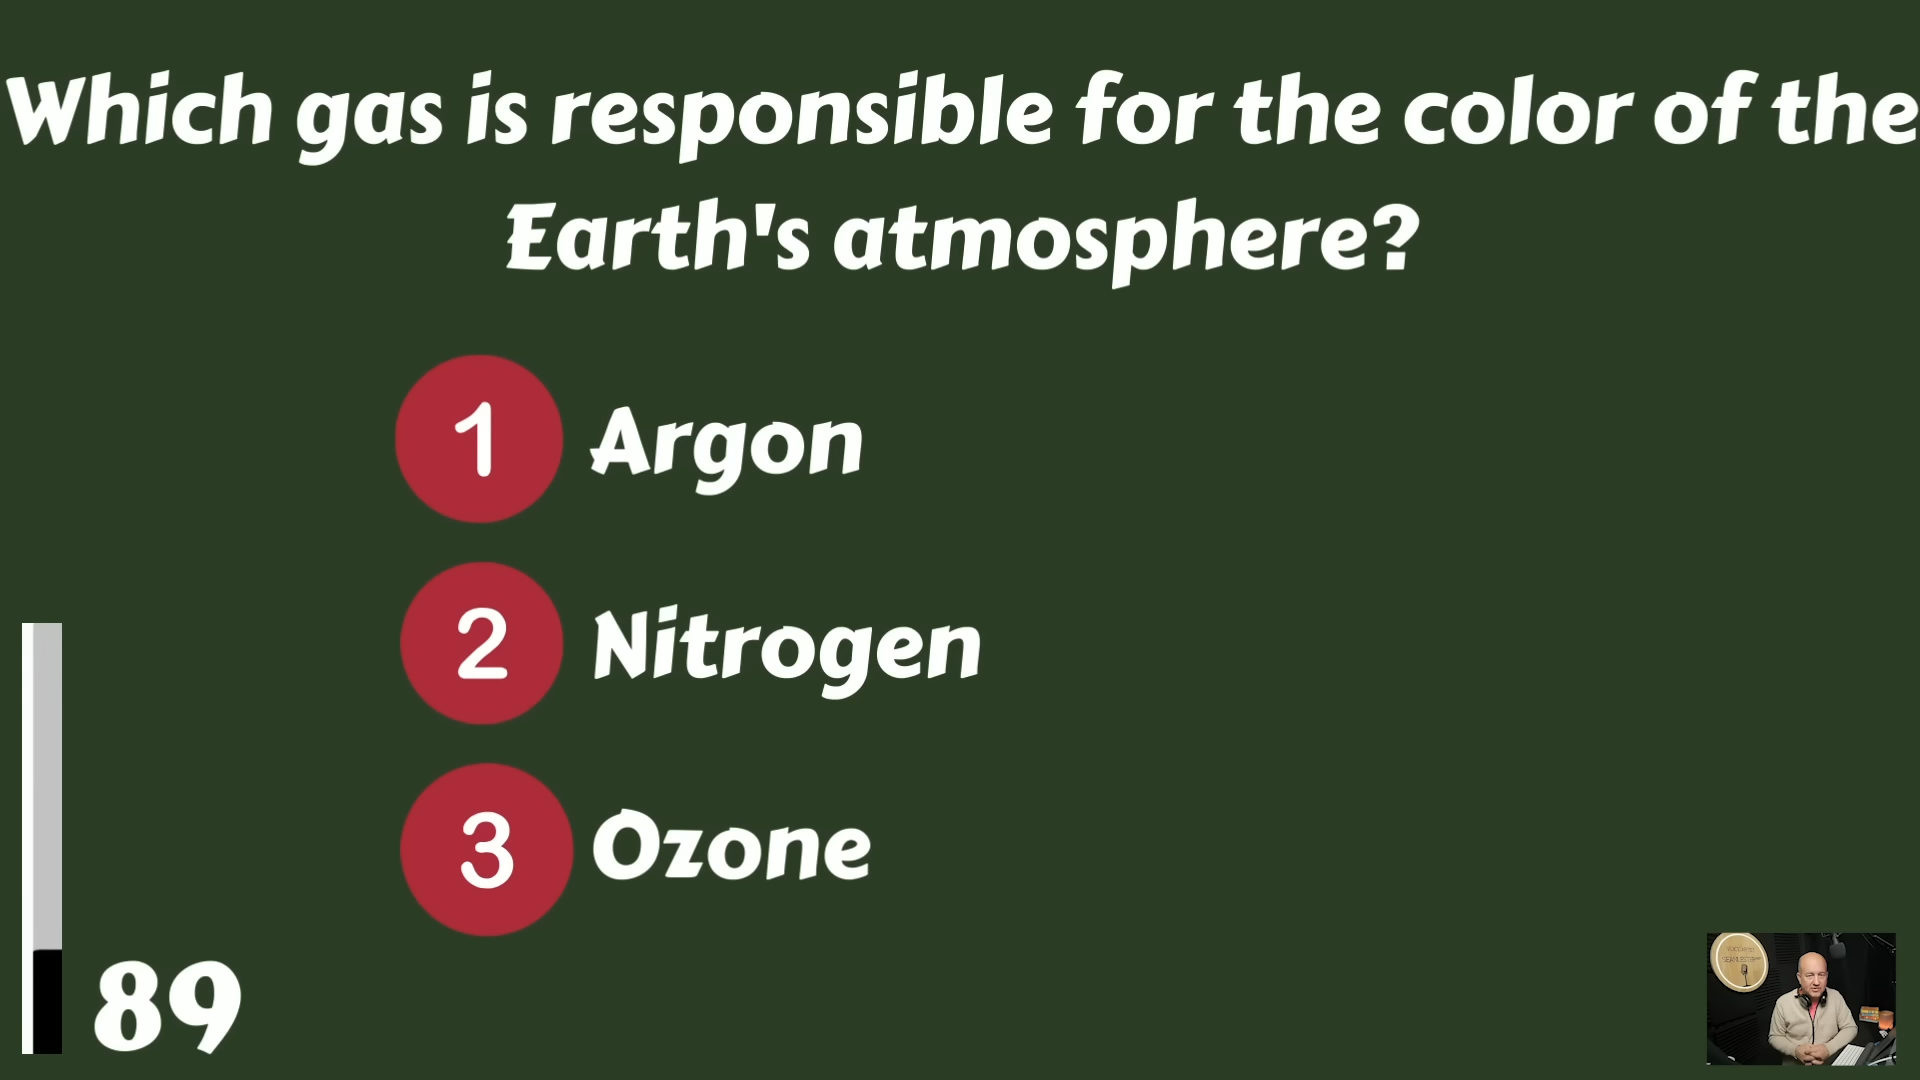 Which gas is responsible for the color of the
Earth's atmosphere?
1 Argon
2 Nitrogen
3 Ozone
89